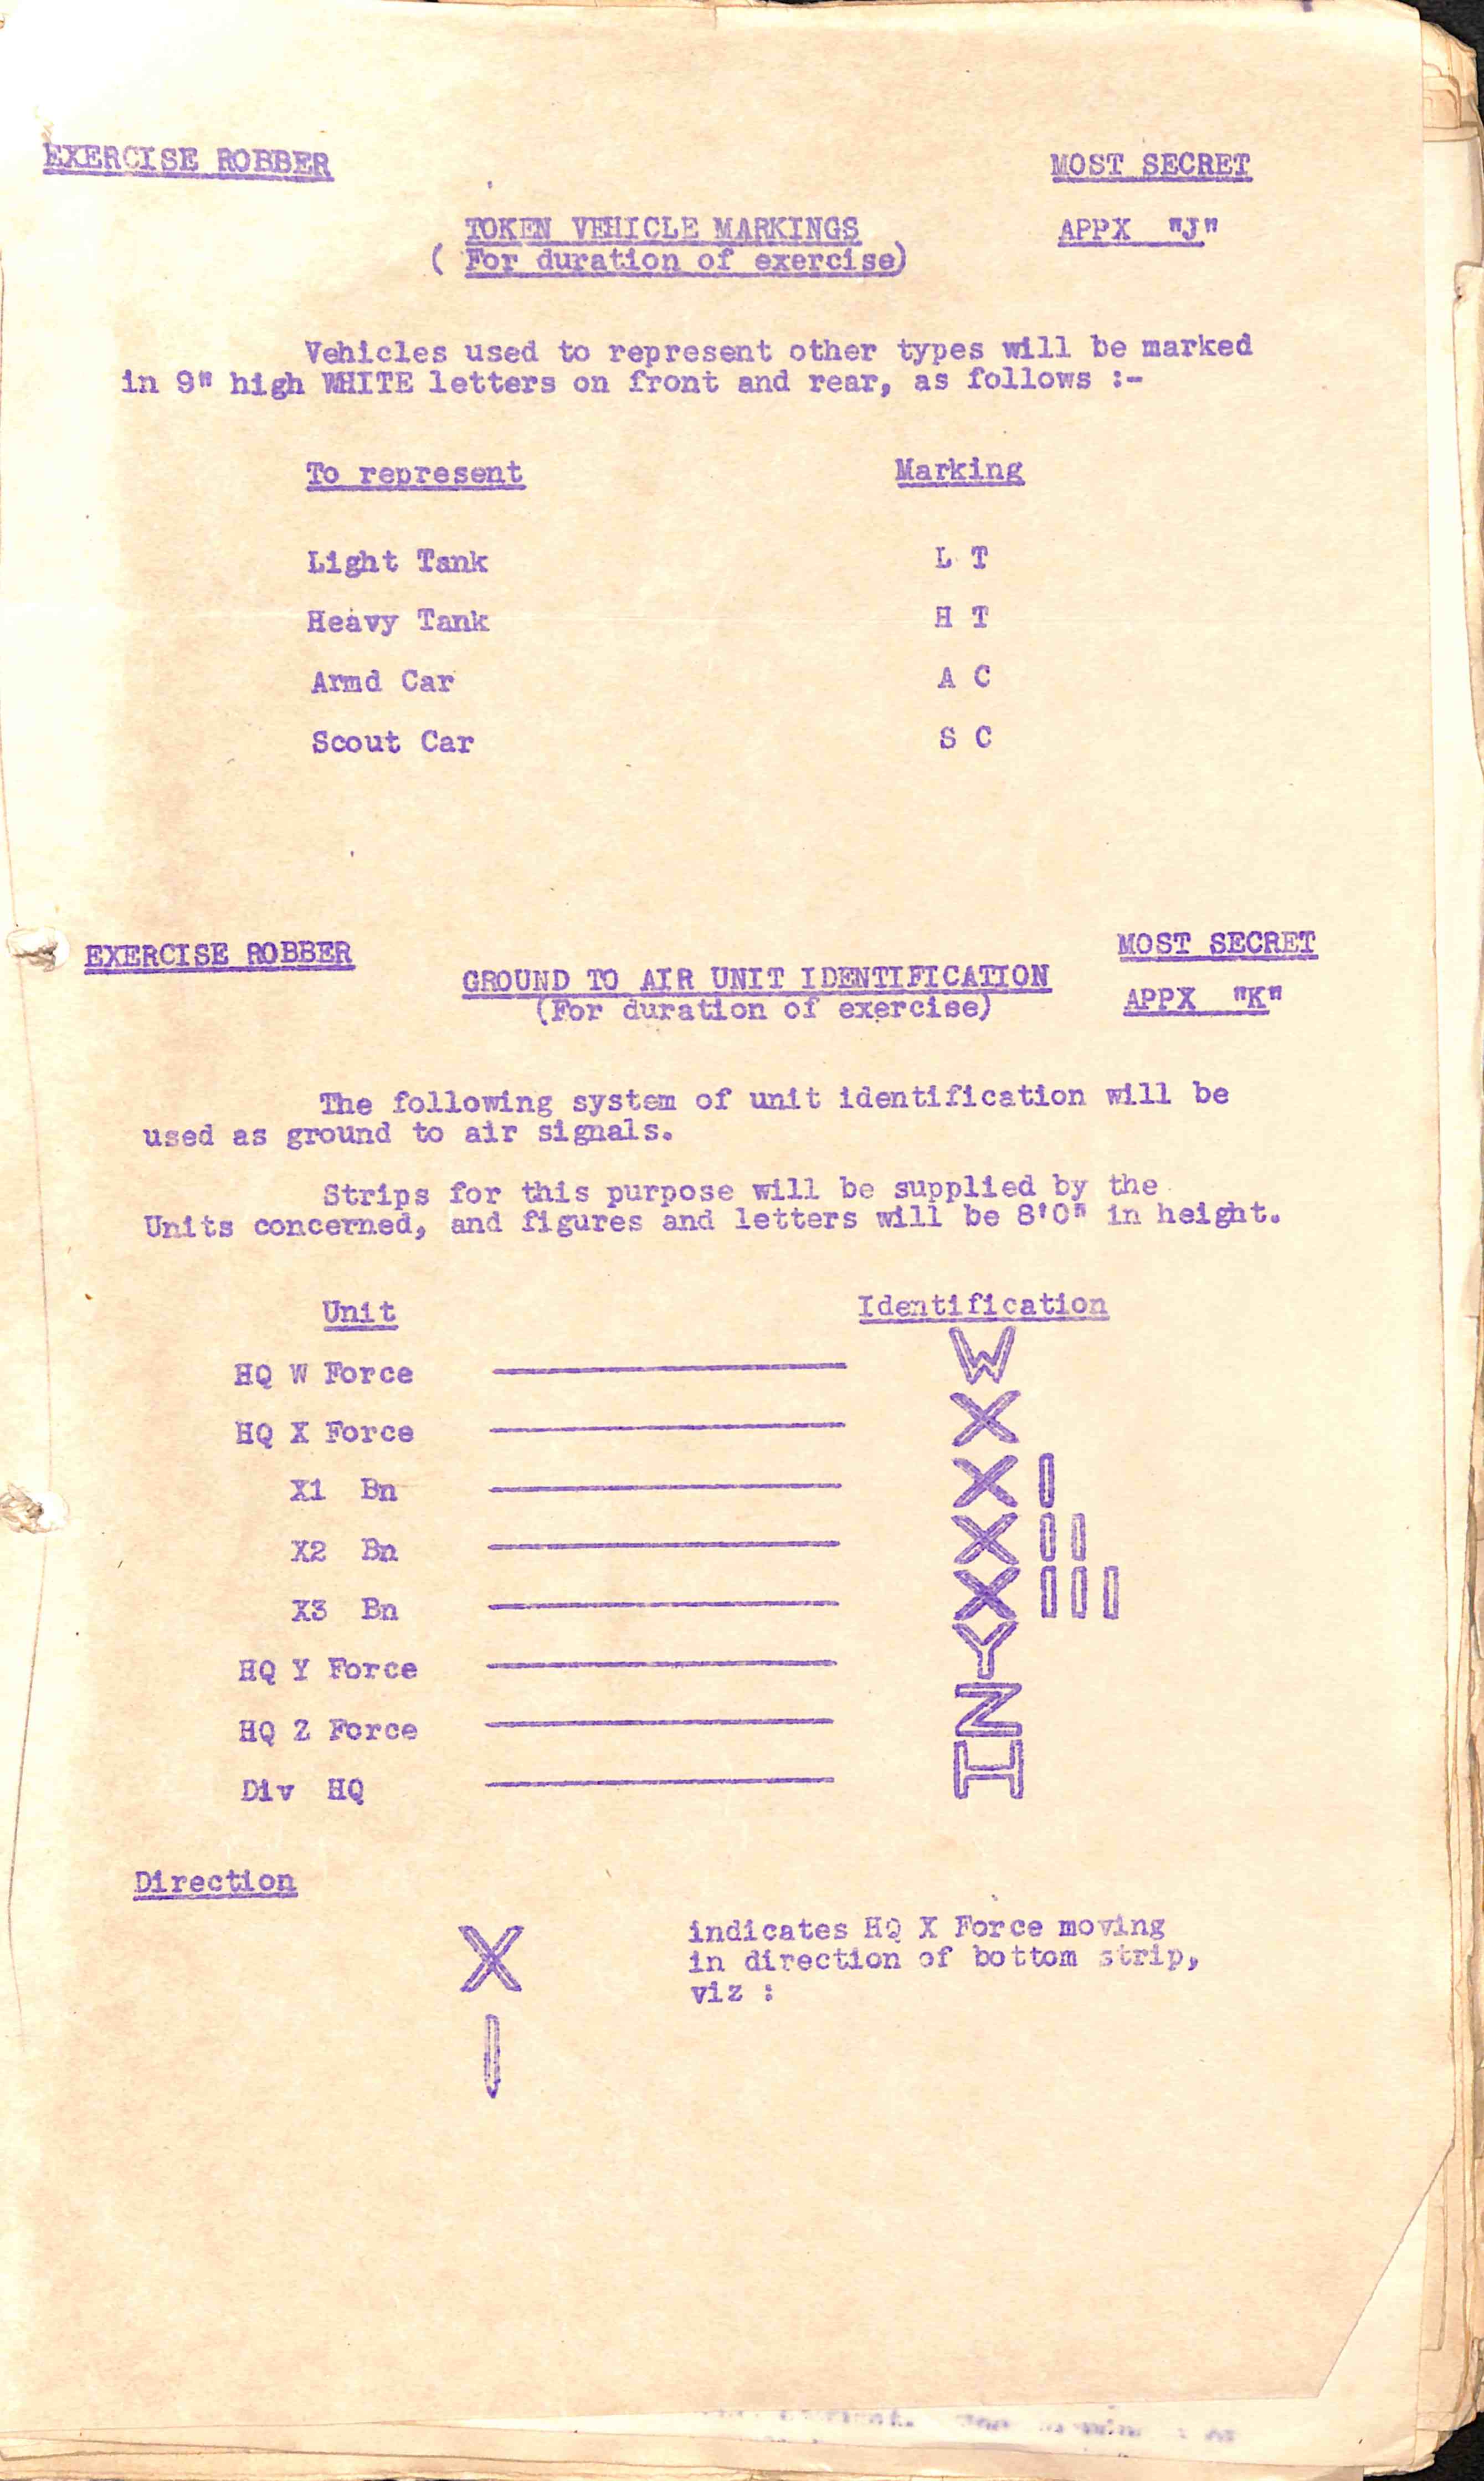 EXERCISE ROBBER MOST SECRET
TOKEN VEHICLE MARKINGS APPX "J"
( For duration of exercise)
Vehicles used to represent other types will be marked
in 9" high WHITE letters on front and rear, as follows :-
To represent Marking
Light Tank L T
Heavy Tank H T
Armd Car A C
Scout Car S C
EXERCISE ROBBER MOST SECRET
GROUND TO AIR UNIT IDENTIFICATION APPX "K"
(For duration of exercise)
The following system of unit identification will be
used as ground to air signals.
Strips for this purpose will be supplied by the
Units concerned, and figures and letters will be 8'0" in height.
Unit Identification
HQ W Force W
HQ X Force X
X1 Bn X I
X2 Bn X I I
X3 Bn X I I I
HQ Y Force Y
HQ Z Force Z
Div HQ H
Direction
X indicates HQ X Force moving
in direction of bottom strip,
viz :
I